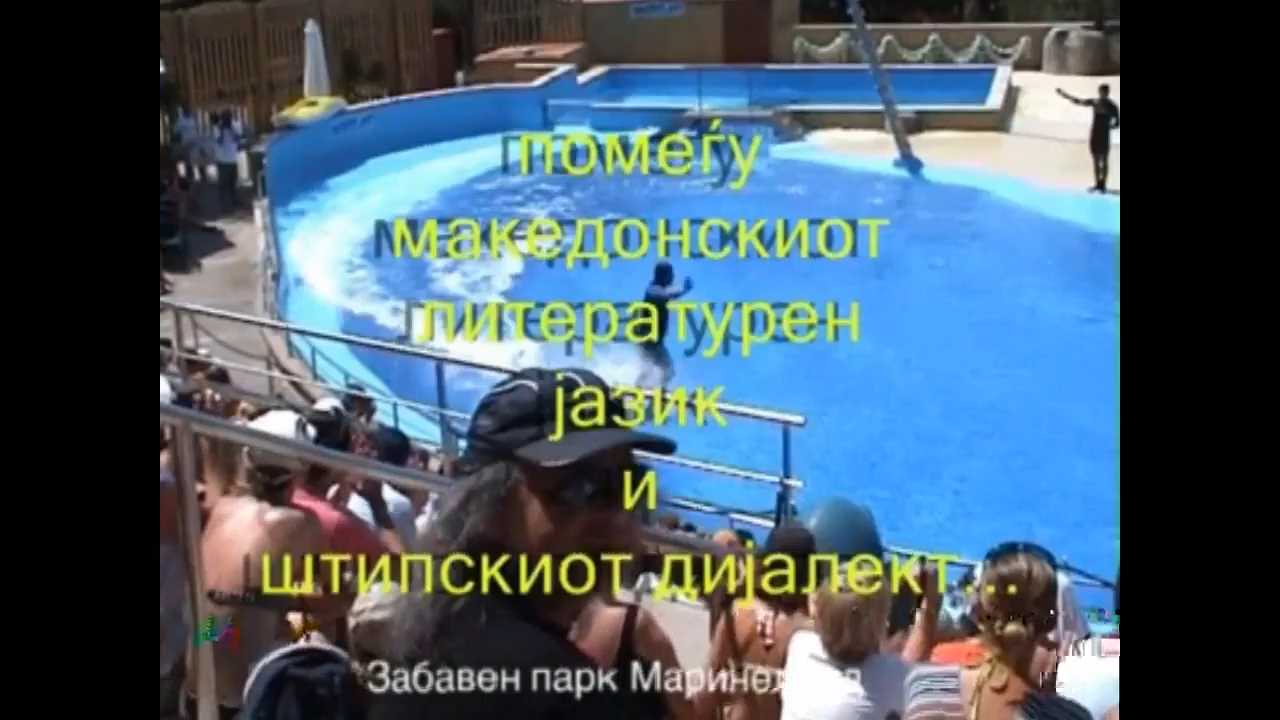 помеѓу
македонскиот
литературен
јазик
и
штипскиот дијалект...
Забавен парк